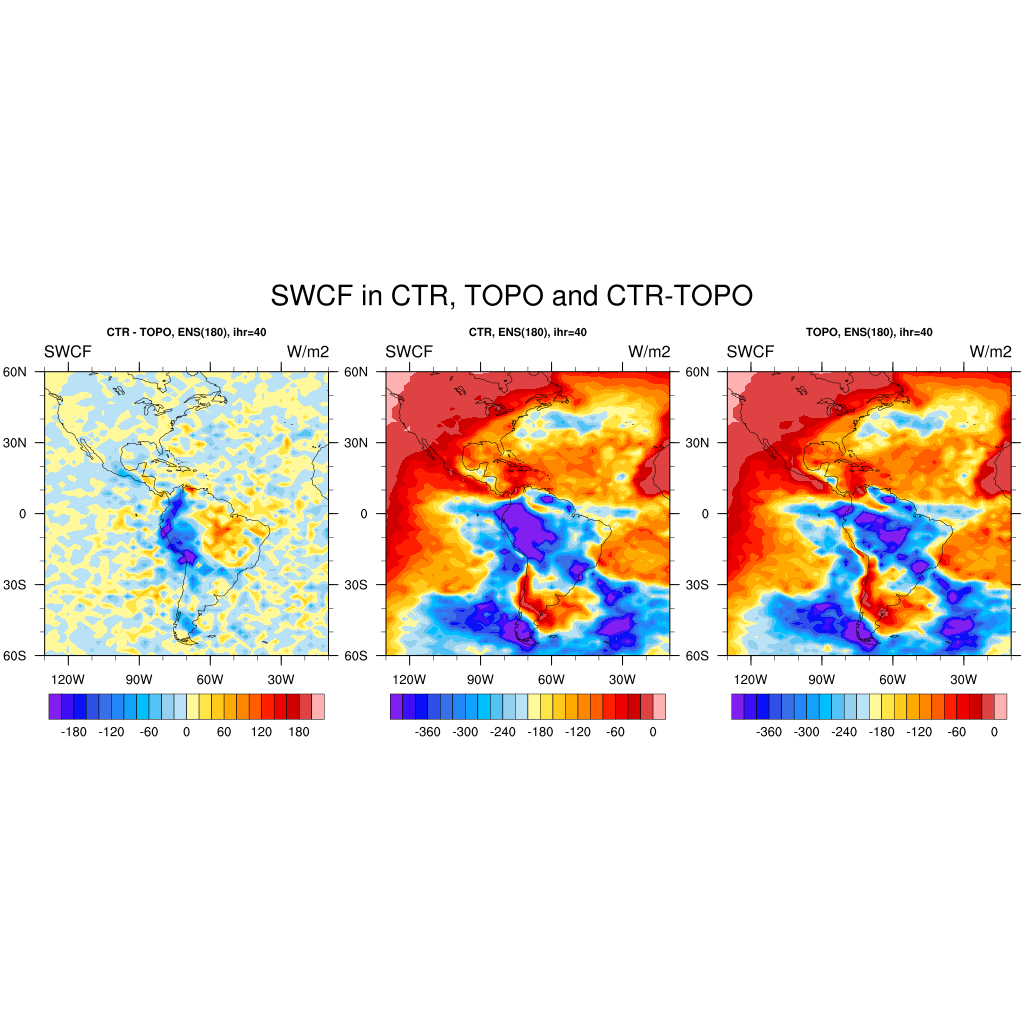 SWCF in CTR, TOPO and CTR-TOPO
CTR - TOPO, ENS(180), ihr=40
SWCF W/m2
60N
30N
0
30S
60S
120W 90W 60W 30W
-180 -120 -60 0 60 120 180
CTR, ENS(180), ihr=40
SWCF W/m2
60N
30N
0
30S
60S
120W 90W 60W 30W
-360 -300 -240 -180 -120 -60 0
TOPO, ENS(180), ihr=40
SWCF W/m2
60N
30N
0
30S
60S
120W 90W 60W 30W
-360 -300 -240 -180 -120 -60 0